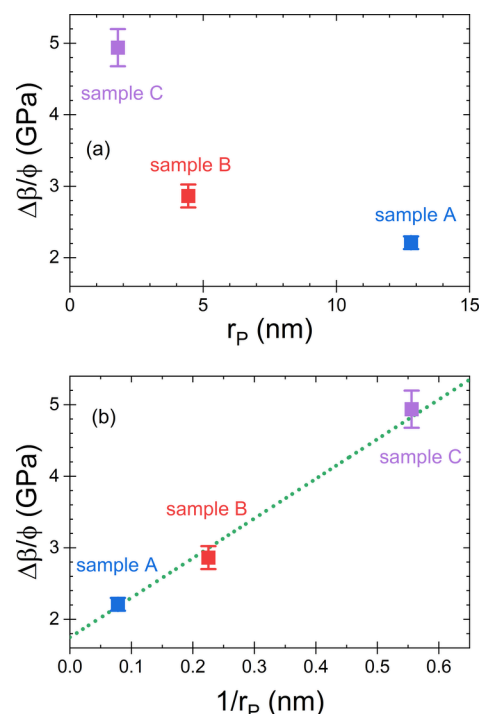 5
4
3
2
0
5
10
15
Δβ/ϕ (GPa)
sample C
(a)
sample B
sample A
r_P (nm)
5
4
3
2
0.0
0.1
0.2
0.3
0.4
0.5
0.6
Δβ/ϕ (GPa)
(b)
sample C
sample B
sample A
1/r_P (nm)